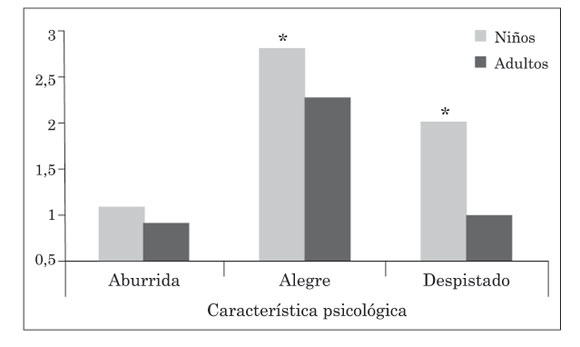 3
2,5
2
1,5
1
0,5
*
*
Niños
Adultos
Aburrida
Alegre
Despistado
Característica psicológica